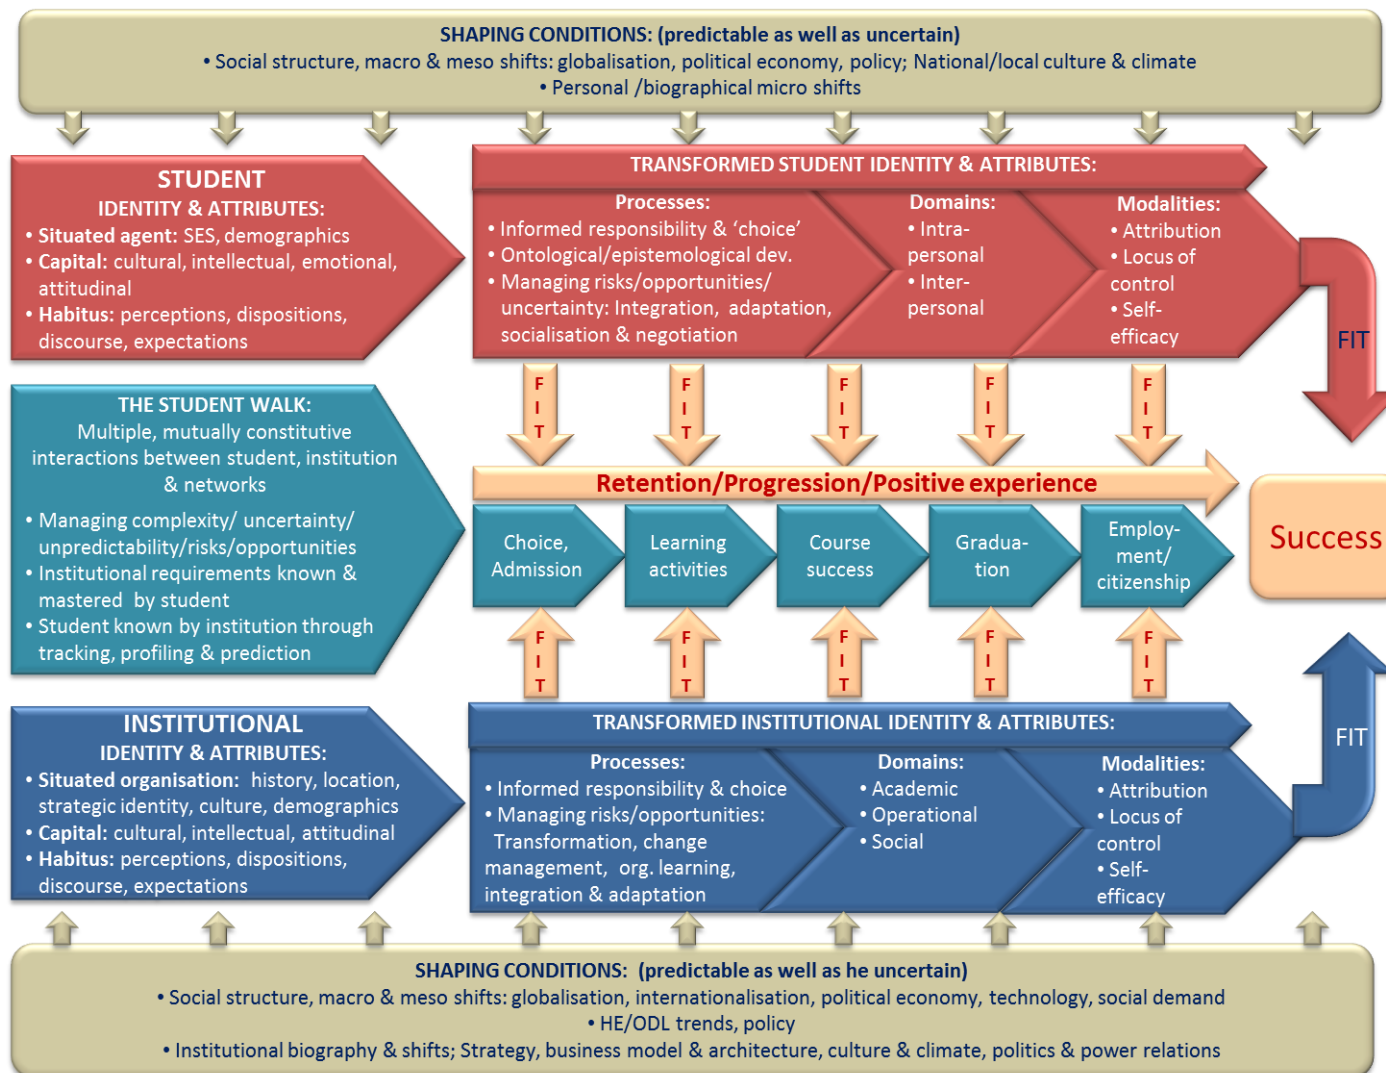 SHAPING CONDITIONS: (predictable as well as uncertain)
• Social structure, macro & meso shifts: globalisation, political economy, policy; National/local culture & climate
• Personal /biographical micro shifts
STUDENT
IDENTITY & ATTRIBUTES:
• Situated agent: SES, demographics
• Capital: cultural, intellectual, emotional,
attitudinal
• Habitus: perceptions, dispositions,
discourse, expectations
TRANSFORMED STUDENT IDENTITY & ATTRIBUTES:
Processes:
• Informed responsibility & ‘choice’
• Ontological/epistemological dev.
• Managing risks/opportunities/
uncertainty: Integration, adaptation,
socialisation & negotiation
Domains:
• Intra-
personal
• Inter-
personal
Modalities:
• Attribution
• Locus of
control
• Self-
efficacy
FIT
THE STUDENT WALK:
Multiple, mutually constitutive
interactions between student, institution
& networks
• Managing complexity/ uncertainty/
unpredictability/risks/opportunities
• Institutional requirements known &
mastered by student
• Student known by institution through
tracking, profiling & prediction
FIT
FIT
FIT
FIT
FIT
Retention/Progression/Positive experience
Choice,
Admission
Learning
activities
Course
success
Gradua-
tion
Employ-
ment/
citizenship
Success
FIT
FIT
FIT
FIT
FIT
INSTITUTIONAL
IDENTITY & ATTRIBUTES:
• Situated organisation: history, location,
strategic identity, culture, demographics
• Capital: cultural, intellectual, attitudinal
• Habitus: perceptions, dispositions,
discourse, expectations
TRANSFORMED INSTITUTIONAL IDENTITY & ATTRIBUTES:
Processes:
• Informed responsibility & choice
• Managing risks/opportunities:
Transformation, change
management, org. learning,
integration & adaptation
Domains:
• Academic
• Operational
• Social
Modalities:
• Attribution
• Locus of
control
• Self-
efficacy
FIT
SHAPING CONDITIONS: (predictable as well as he uncertain)
• Social structure, macro & meso shifts: globalisation, internationalisation, political economy, technology, social demand
• HE/ODL trends, policy
• Institutional biography & shifts; Strategy, business model & architecture, culture & climate, politics & power relations